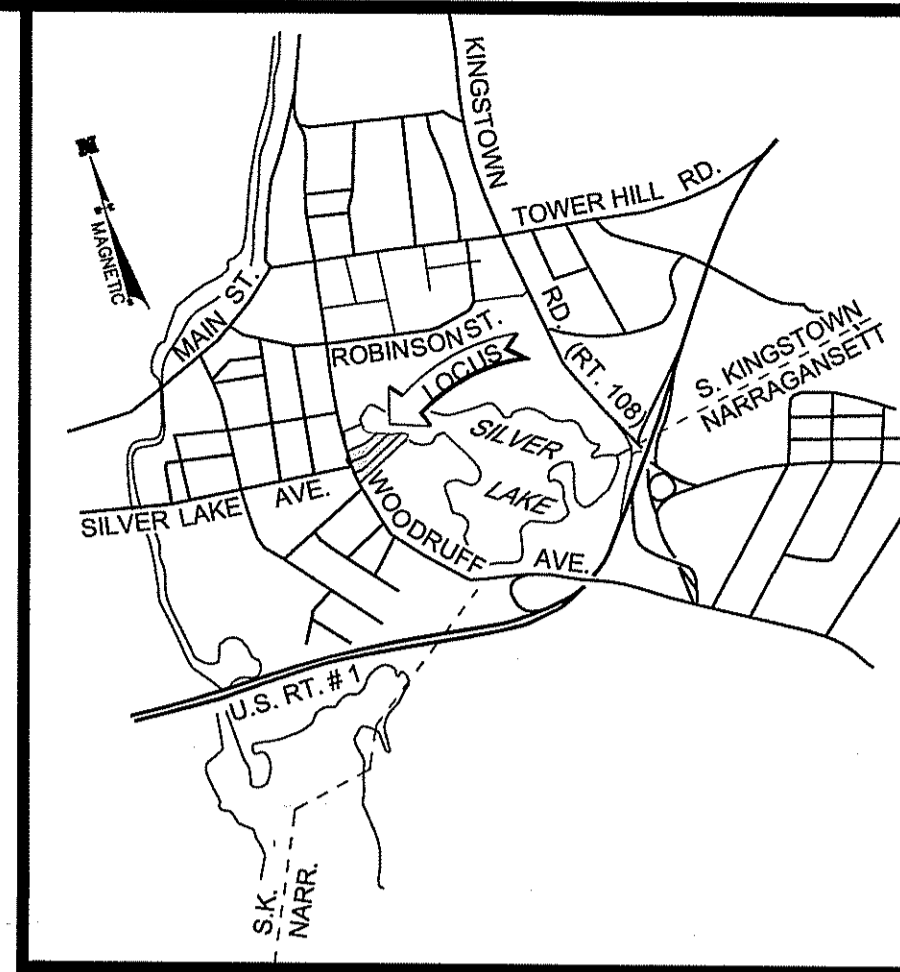 KINGSTOWN
RD.
(RT. 108)
TOWER HILL RD.
N
MAGNETIC
MAIN ST.
ROBINSON ST.
LOCUS
S. KINGSTOWN
NARRAGANSETT
SILVER
LAKE
SILVER LAKE AVE.
WOODRUFF AVE.
U.S. RT. #1
S.K.
NARR.